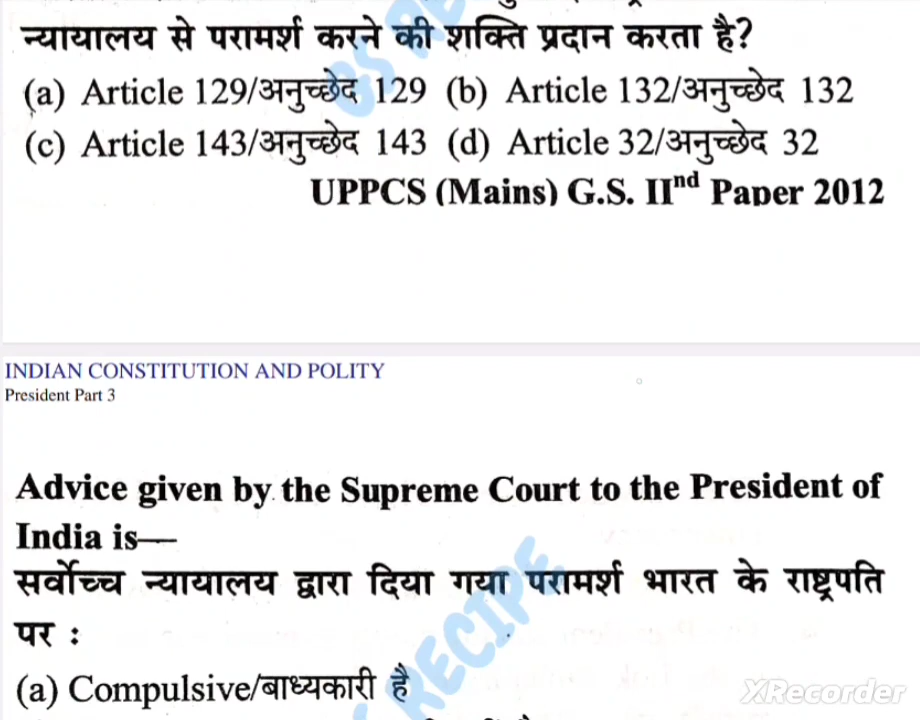 न्यायालय से परामर्श करने की शक्ति प्रदान करता है?
(a) Article 129/अनुच्छेद 129 (b) Article 132/अनुच्छेद 132
(c) Article 143/अनुच्छेद 143 (d) Article 32/अनुच्छेद 32
UPPCS (Mains) G.S. IInd Paper 2012
INDIAN CONSTITUTION AND POLITY
President Part 3
Advice given by the Supreme Court to the President of
India is—
सर्वोच्च न्यायालय द्वारा दिया गया परामर्श भारत के राष्ट्रपति
पर :
(a) Compulsive/बाध्यकारी है
RECIPE
XRecorder